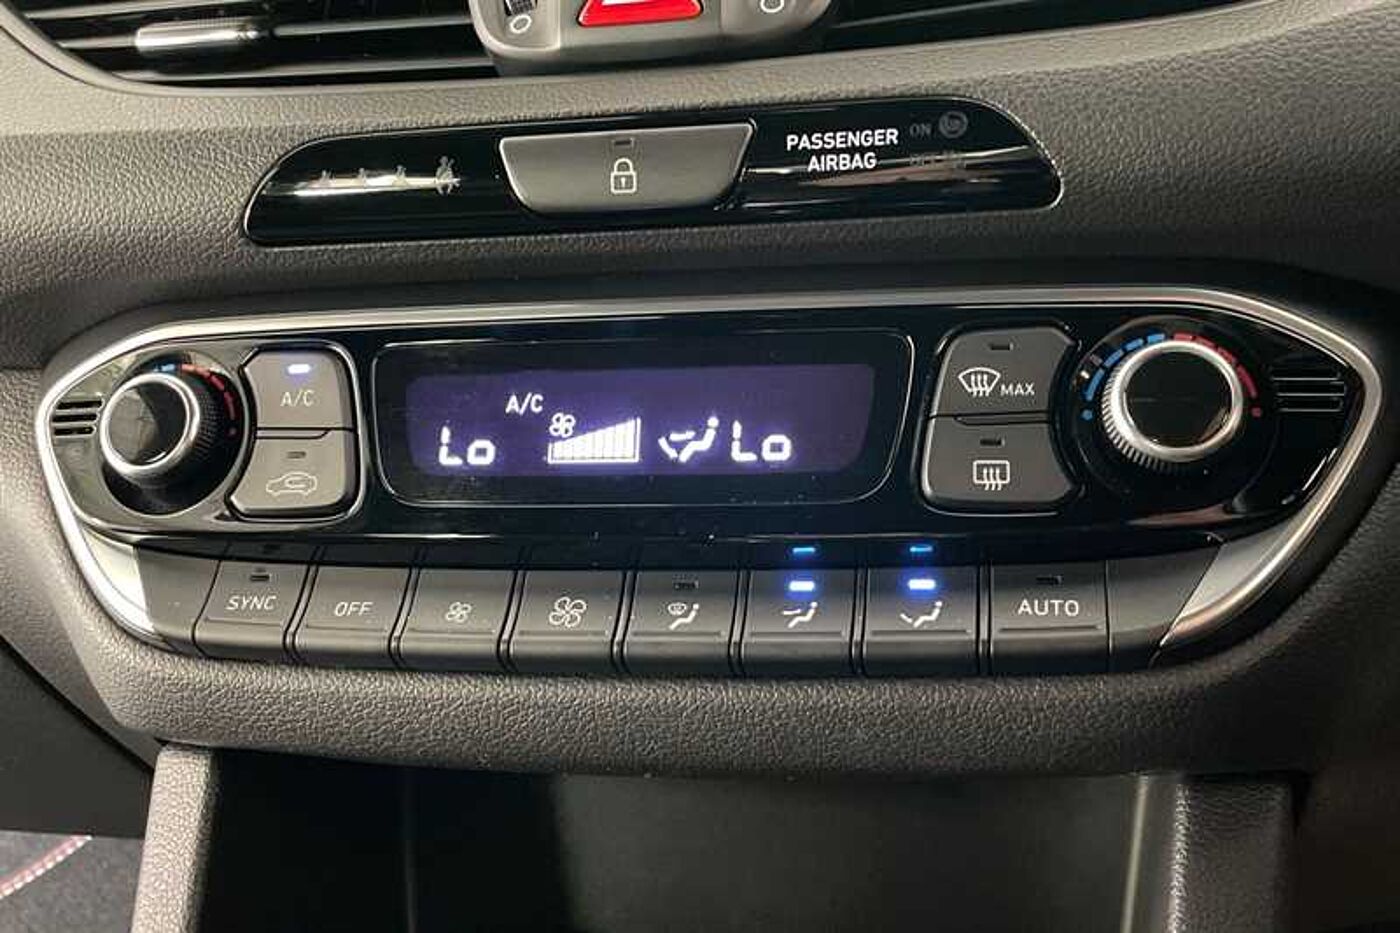 PASSENGER ON
AIRBAG
A/C
A/C
Lo Lo
MAX
SYNC
OFF
AUTO